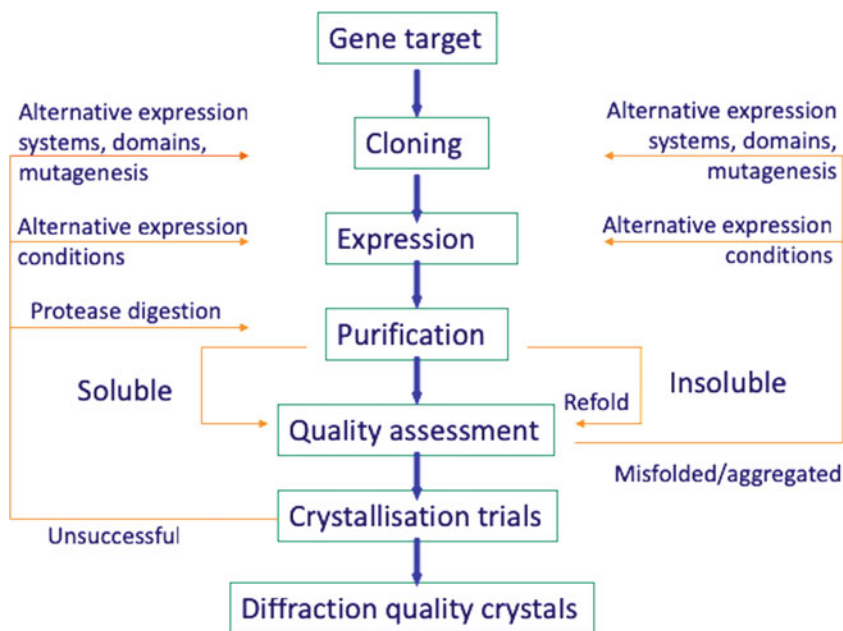 Gene target
Alternative expression
systems, domains,
mutagenesis
Cloning
Alternative expression
systems, domains,
mutagenesis
Alternative expression
conditions
Expression
Alternative expression
conditions
Protease digestion
Purification
Soluble
Insoluble
Refold
Quality assessment
Misfolded/aggregated
Crystallisation trials
Unsuccessful
Diffraction quality crystals